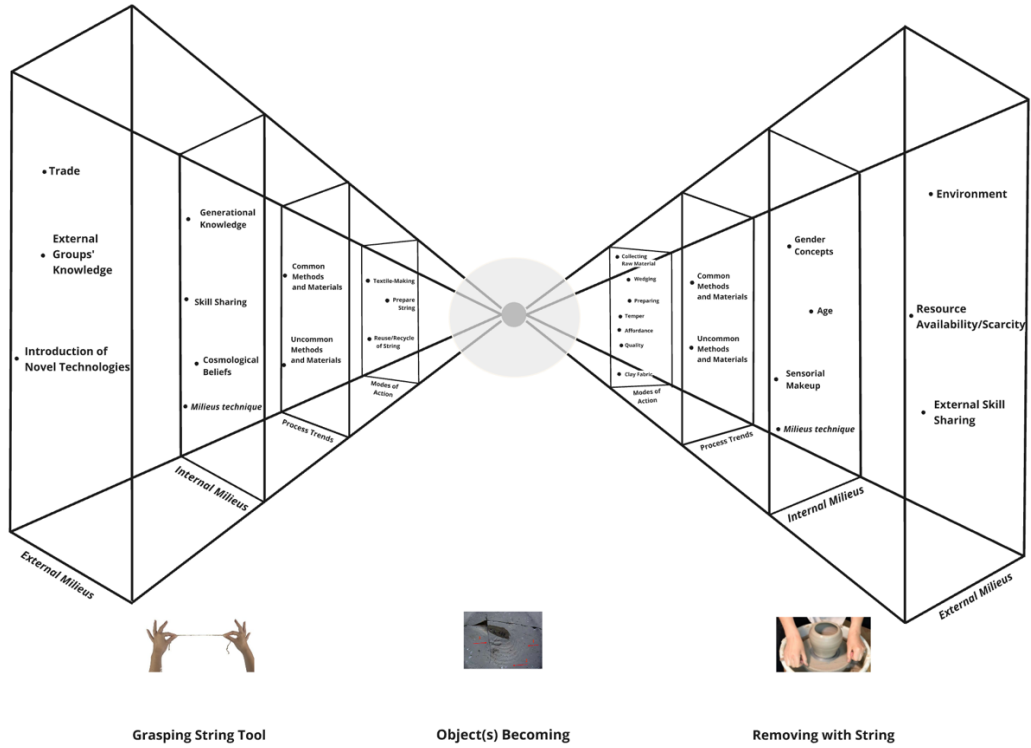 Trade
External
Groups'
Knowledge
Introduction of
Novel Technologies
External Milieus
Generational
Knowledge
Skill Sharing
Cosmological
Beliefs
Milieus technique
Internal Milieus
Common
Methods
and Materials
Uncommon
Methods
and Materials
Process Trends
Textile-Making
Prepare
String
Reuse/Recycle
of String
Modes of
Action
Collecting
Raw Material
Wedging
Preparing
Temper
Affordance
Quality
Clay Fabric
Modes of
Action
Common
Methods
and Materials
Uncommon
Methods
and Materials
Process Trends
Gender
Concepts
Age
Sensorial
Makeup
Milieus technique
Internal Milieus
Environment
Resource
Availability/Scarcity
External Skill
Sharing
External Milieus
Grasping String Tool
Object(s) Becoming
Removing with String